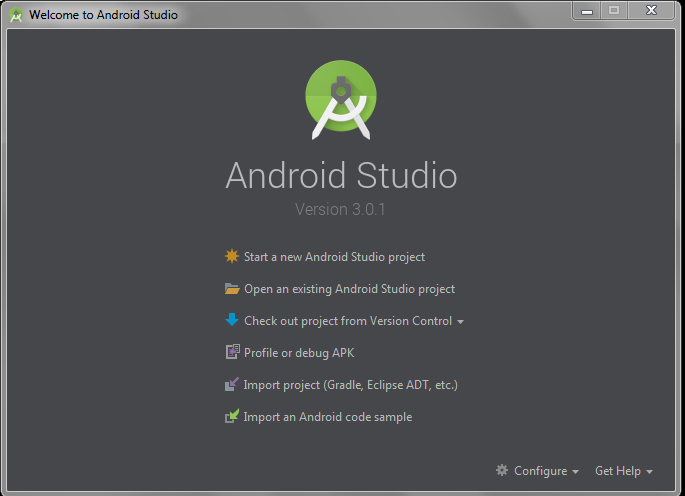 Welcome to Android Studio
Android Studio
Version 3.0.1
Start a new Android Studio project
Open an existing Android Studio project
Check out project from Version Control
Profile or debug APK
Import project (Gradle, Eclipse ADT, etc.)
Import an Android code sample
Configure Get Help